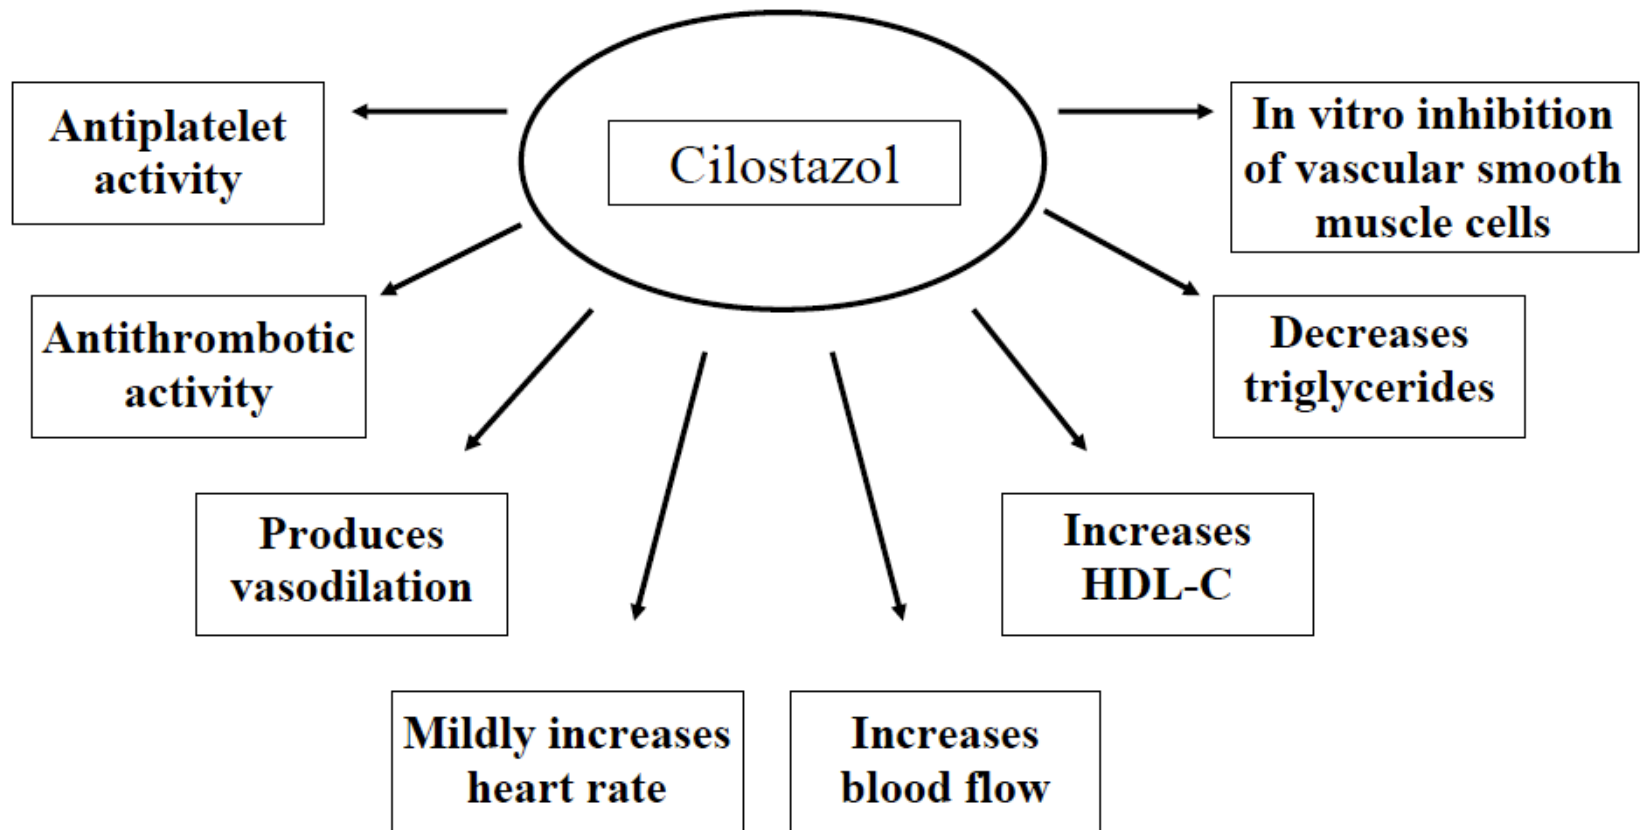 Cilostazol
Antiplatelet
activity
Antithrombotic
activity
Produces
vasodilation
Mildly increases
heart rate
Increases
blood flow
Increases
HDL-C
Decreases
triglycerides
In vitro inhibition
of vascular smooth
muscle cells